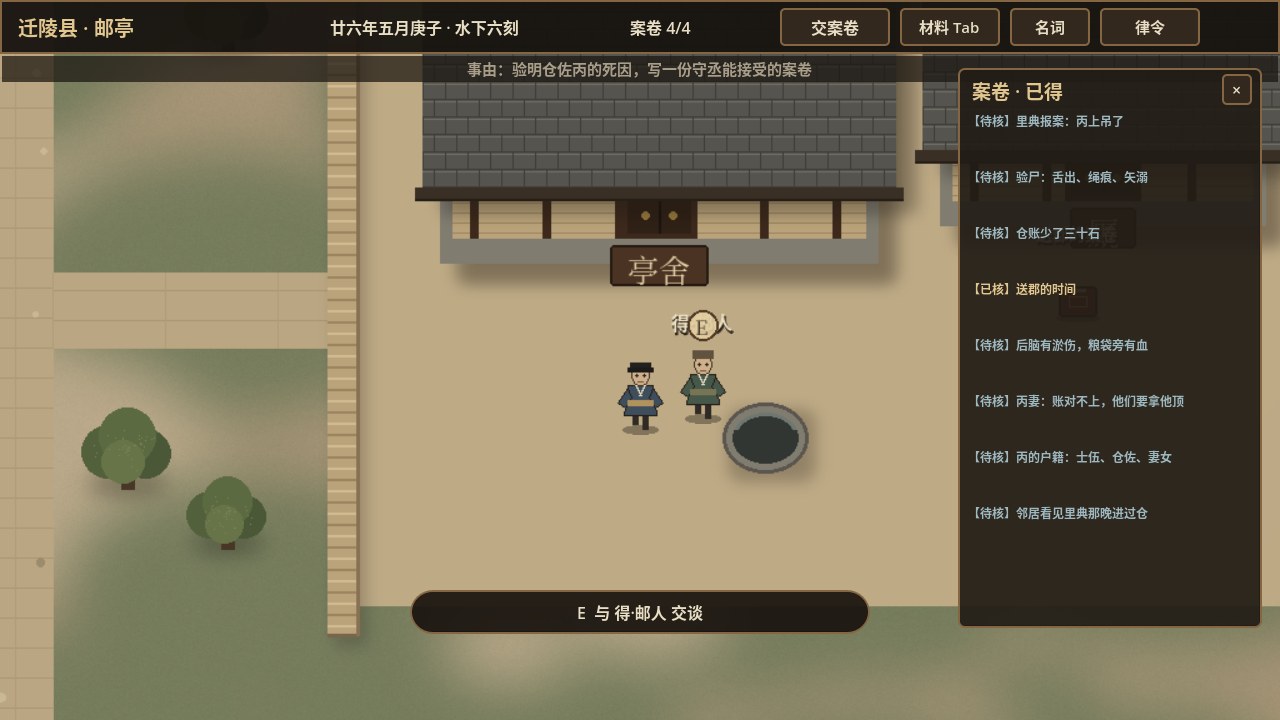 迁陵县 · 邮亭
廿六年五月庚子 · 水下六刻
案卷 4/4
交案卷
材料 Tab
名词
律令
事由：验明仓佐丙的死因，写一份守丞能接受的案卷
案卷 · 已得
×
【待核】里典报案：丙上吊了
【待核】验尸：舌出、绳痕、矢溺
【待核】仓账少了三十石
【已核】送郡的时间
【待核】后脑有淤伤，粮袋旁有血
【待核】丙妻：账对不上，他们要拿他顶
【待核】丙的户籍：士伍、仓佐、妻女
【待核】邻居看见里典那晚进过仓
亭舍
得 E 人
E 与 得·邮人 交谈